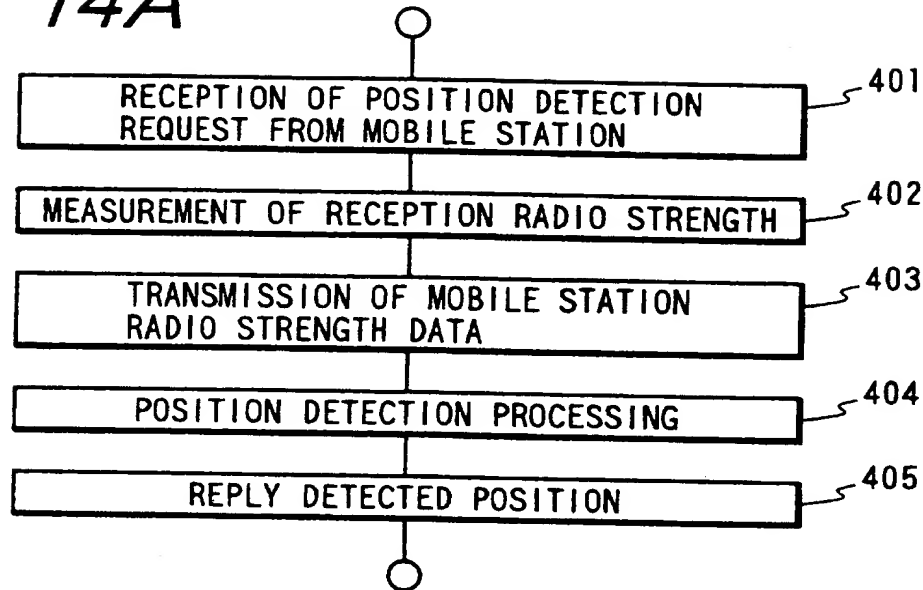 14A
RECEPTION OF POSITION DETECTION
REQUEST FROM MOBILE STATION
401
MEASUREMENT OF RECEPTION RADIO STRENGTH
402
TRANSMISSION OF MOBILE STATION
RADIO STRENGTH DATA
403
POSITION DETECTION PROCESSING
404
REPLY DETECTED POSITION
405